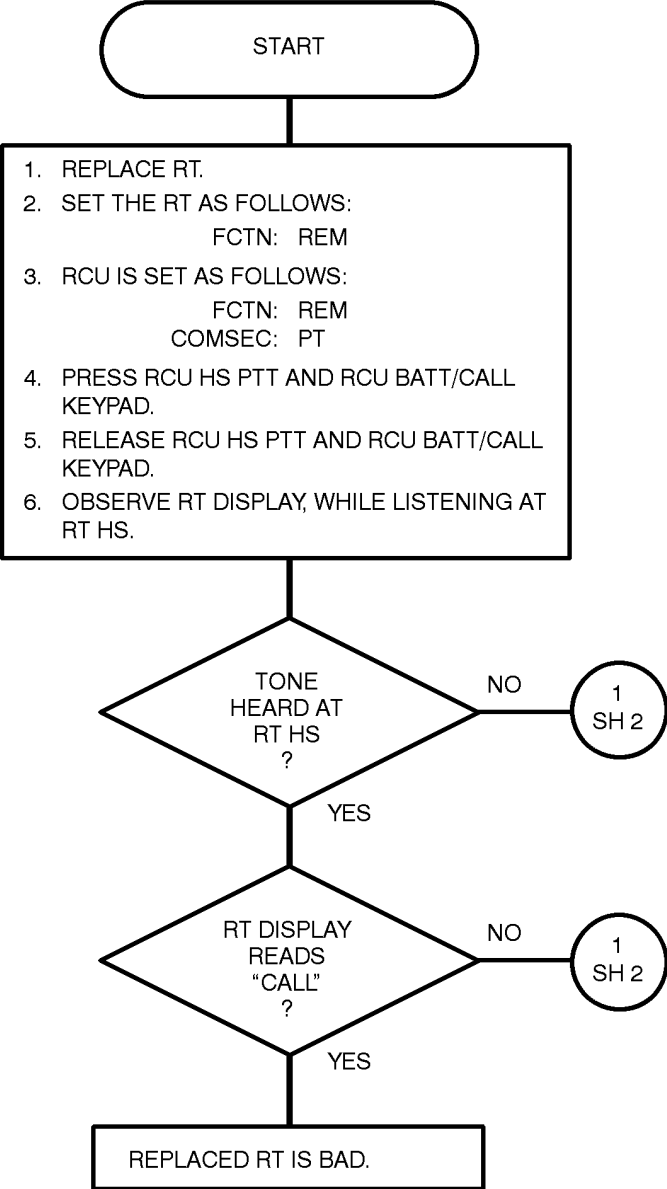 START
1. REPLACE RT.
2. SET THE RT AS FOLLOWS:
FCTN: REM
3. RCU IS SET AS FOLLOWS:
FCTN: REM
COMSEC: PT
4. PRESS RCU HS PTT AND RCU BATT/CALL
KEYPAD.
5. RELEASE RCU HS PTT AND RCU BATT/CALL
KEYPAD.
6. OBSERVE RT DISPLAY, WHILE LISTENING AT
RT HS.
TONE
HEARD AT
RT HS
?
NO
1
SH 2
YES
RT DISPLAY
READS
“CALL”
?
NO
1
SH 2
YES
REPLACED RT IS BAD.